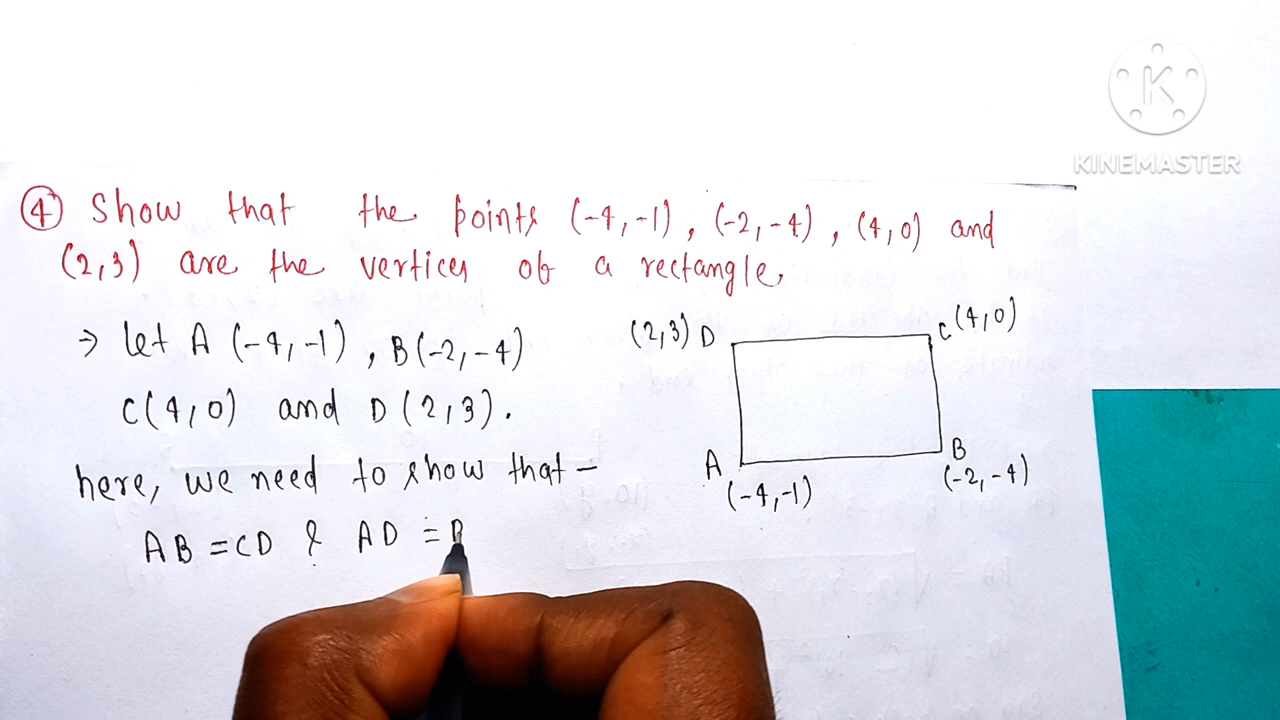 K
KINEMASTER
④ Show that the points (-4,-1), (-2,-4), (4,0) and
(2,3) are the vertices of a rectangle.
→ let A (-4,-1), B(-2,-4)
C(4,0) and D (2,3).
here, we need to show that -
AB = CD & AD =
(2,3) D
C (4,0)
A
(-4,-1)
B
(-2,-4)